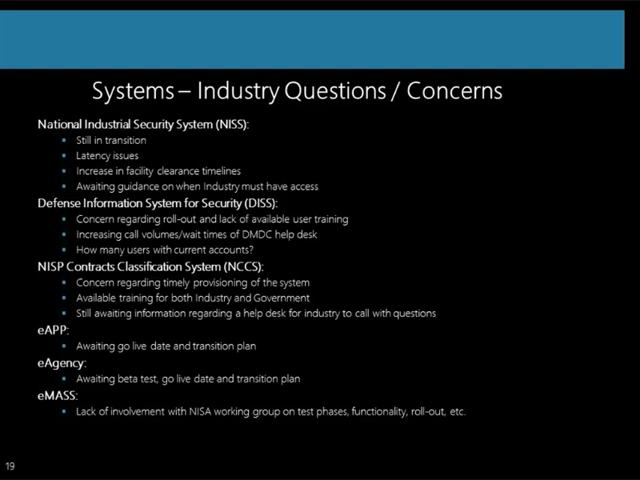 Systems – Industry Questions / Concerns
National Industrial Security System (NISS):
▪ Still in transition
▪ Latency issues
▪ Increase in facility clearance timelines
▪ Awaiting guidance on when Industry must have access
Defense Information System for Security (DISS):
▪ Concern regarding roll-out and lack of available user training
▪ Increasing call volumes/wait times of DMDC help desk
▪ How many users with current accounts?
NISP Contracts Classification System (NCCS):
▪ Concern regarding timely provisioning of the system
▪ Available training for both Industry and Government
▪ Still awaiting information regarding a help desk for industry to call with questions
eAPP:
▪ Awaiting go live date and transition plan
eAgency:
▪ Awaiting beta test, go live date and transition plan
eMASS:
▪ Lack of involvement with NISA working group on test phases, functionality, roll-out, etc.
19